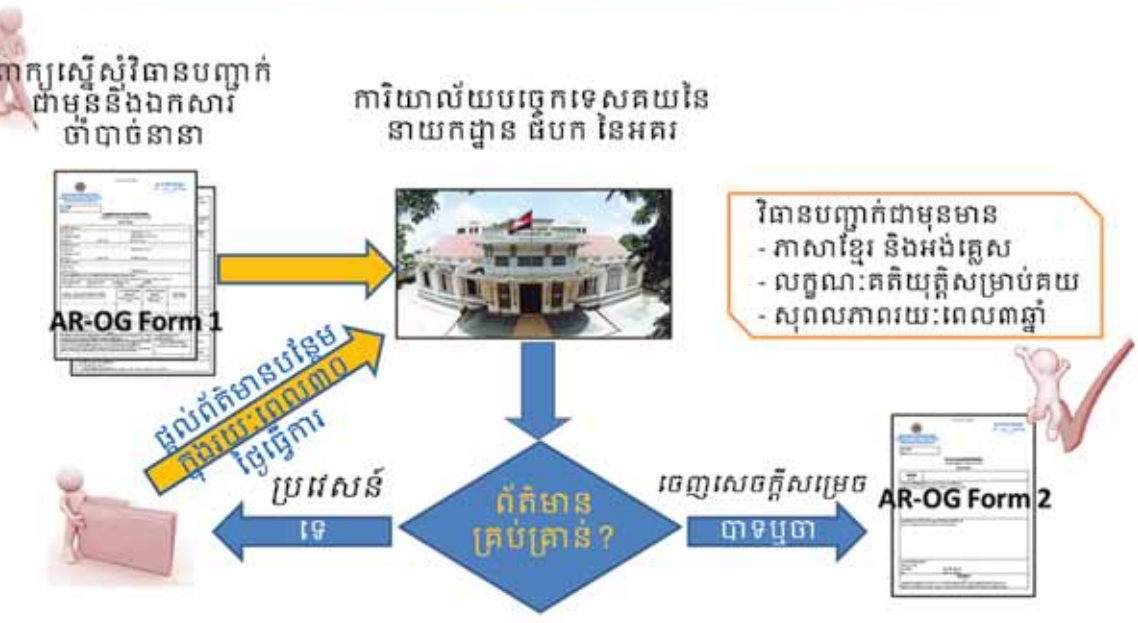 ពាក្យស្នើសុំវិធានបញ្ជាក់
ជាមុននិងឯកសារ
ចាំបាច់នានា
AR-OG Form 1
ការិយាល័យបច្ចេកទេសគយនៃ
នាយកដ្ឋាន ផបក នៃអគរ
វិធានបញ្ជាក់ជាមុនមាន
- ភាសាខ្មែរ និងអង់គ្លេស
- លក្ខណៈគតិយុត្តិសម្រាប់គយ
- សុពលភាពរយៈពេល៣ឆ្នាំ
ផ្តល់ព័ត៌មានបន្ថែម
ក្នុងរយៈពេល៣០
ថ្ងៃធ្វើការ
ប្រវេសន៍
ទេ
ព័ត៌មាន
គ្រប់គ្រាន់?
ចេញសេចក្តីសម្រេច
បាទឬចា
AR-OG Form 2